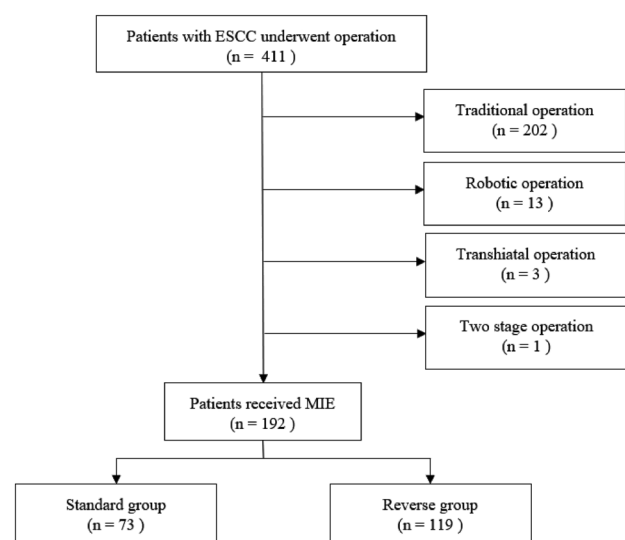 Patients with ESCC underwent operation
(n = 411 )
Traditional operation
(n = 202 )
Robotic operation
(n = 13 )
Transhiatal operation
(n = 3 )
Two stage operation
(n = 1 )
Patients received MIE
(n = 192 )
Standard group
(n = 73 )
Reverse group
(n = 119 )